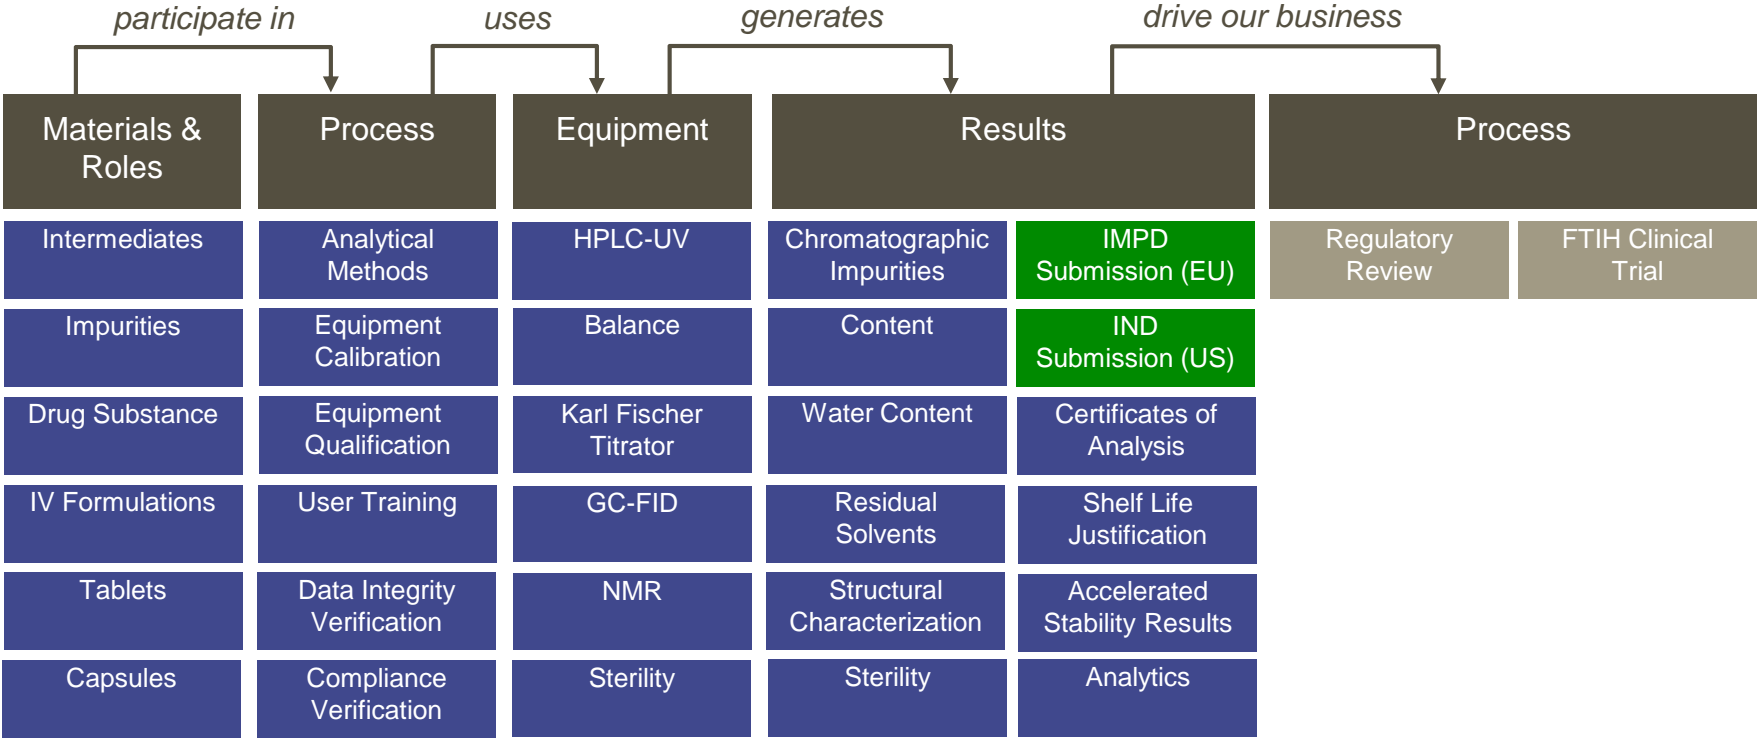 participate in
uses
generates
drive our business
Materials &
Roles
Process
Equipment
Results
Process
Intermediates
Analytical
Methods
HPLC-UV
Chromatographic
Impurities
IMPD
Submission (EU)
Regulatory
Review
FTIH Clinical
Trial
Impurities
Equipment
Calibration
Balance
Content
IND
Submission (US)
Drug Substance
Equipment
Qualification
Karl Fischer
Titrator
Water Content
Certificates of
Analysis
IV Formulations
User Training
GC-FID
Residual
Solvents
Shelf Life
Justification
Tablets
Data Integrity
Verification
NMR
Structural
Characterization
Accelerated
Stability Results
Capsules
Compliance
Verification
Sterility
Sterility
Analytics